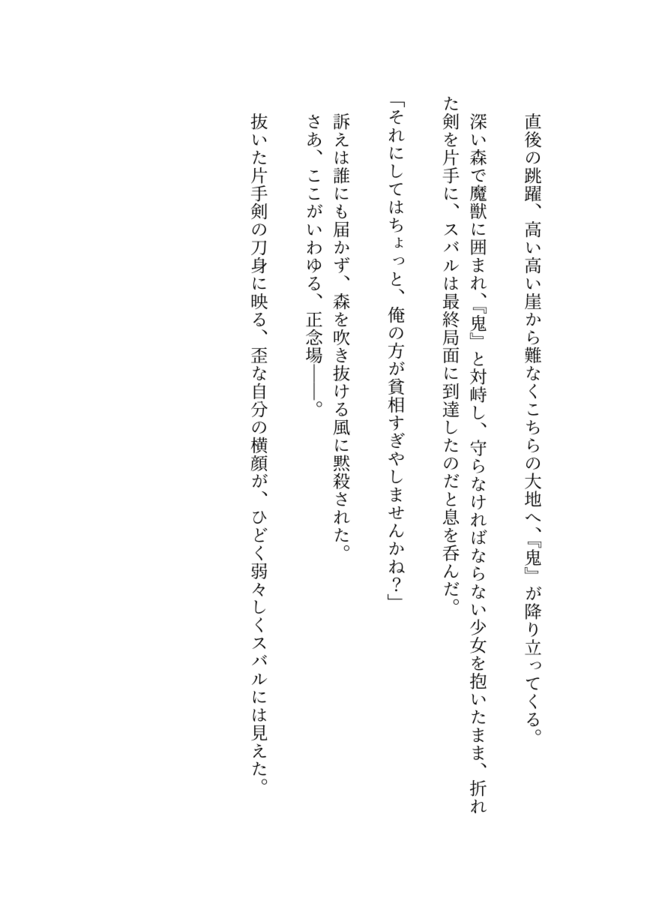 直後の跳躍、高い高い崖から難なくこちらの大地へ、『鬼』が降り立ってくる。
深い森で魔獣に囲まれ、『鬼』と対峙し、守らなければならない少女を抱いたまま、折れ
た剣を片手に、スバルは最終局面に到達したのだと息を呑んだ。
「それにしてはちょっと、俺の方が貧相すぎやしませんかね？」
訴えは誰にも届かず、森を吹き抜ける風に黙殺された。
さあ、ここがいわゆる、正念場――。
抜いた片手剣の刀身に映る、歪な自分の横顔が、ひどく弱々しくスバルには見えた。